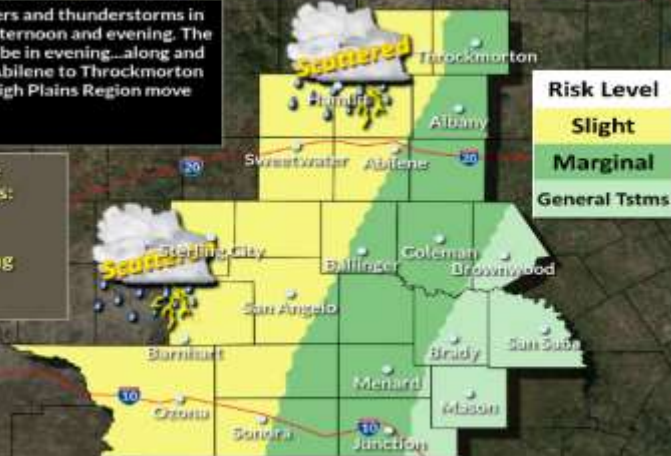 ers and thunderstorms in
ternoon and evening. The
be in evening...along and
Abilene to Throckmorton
igh Plains Region move
s:
g
Scattered
Throckmorton
Hamlin
Albany
20
Sweetwater
Abilene
20
Risk Level
Slight
Marginal
General Tstms
Scattered
Sterling City
Ballinger
Coleman
Brownwood
San Angelo
Barnhart
Brady
San Saba
Menard
10
Ozona
Mason
Sonora
10
Junction